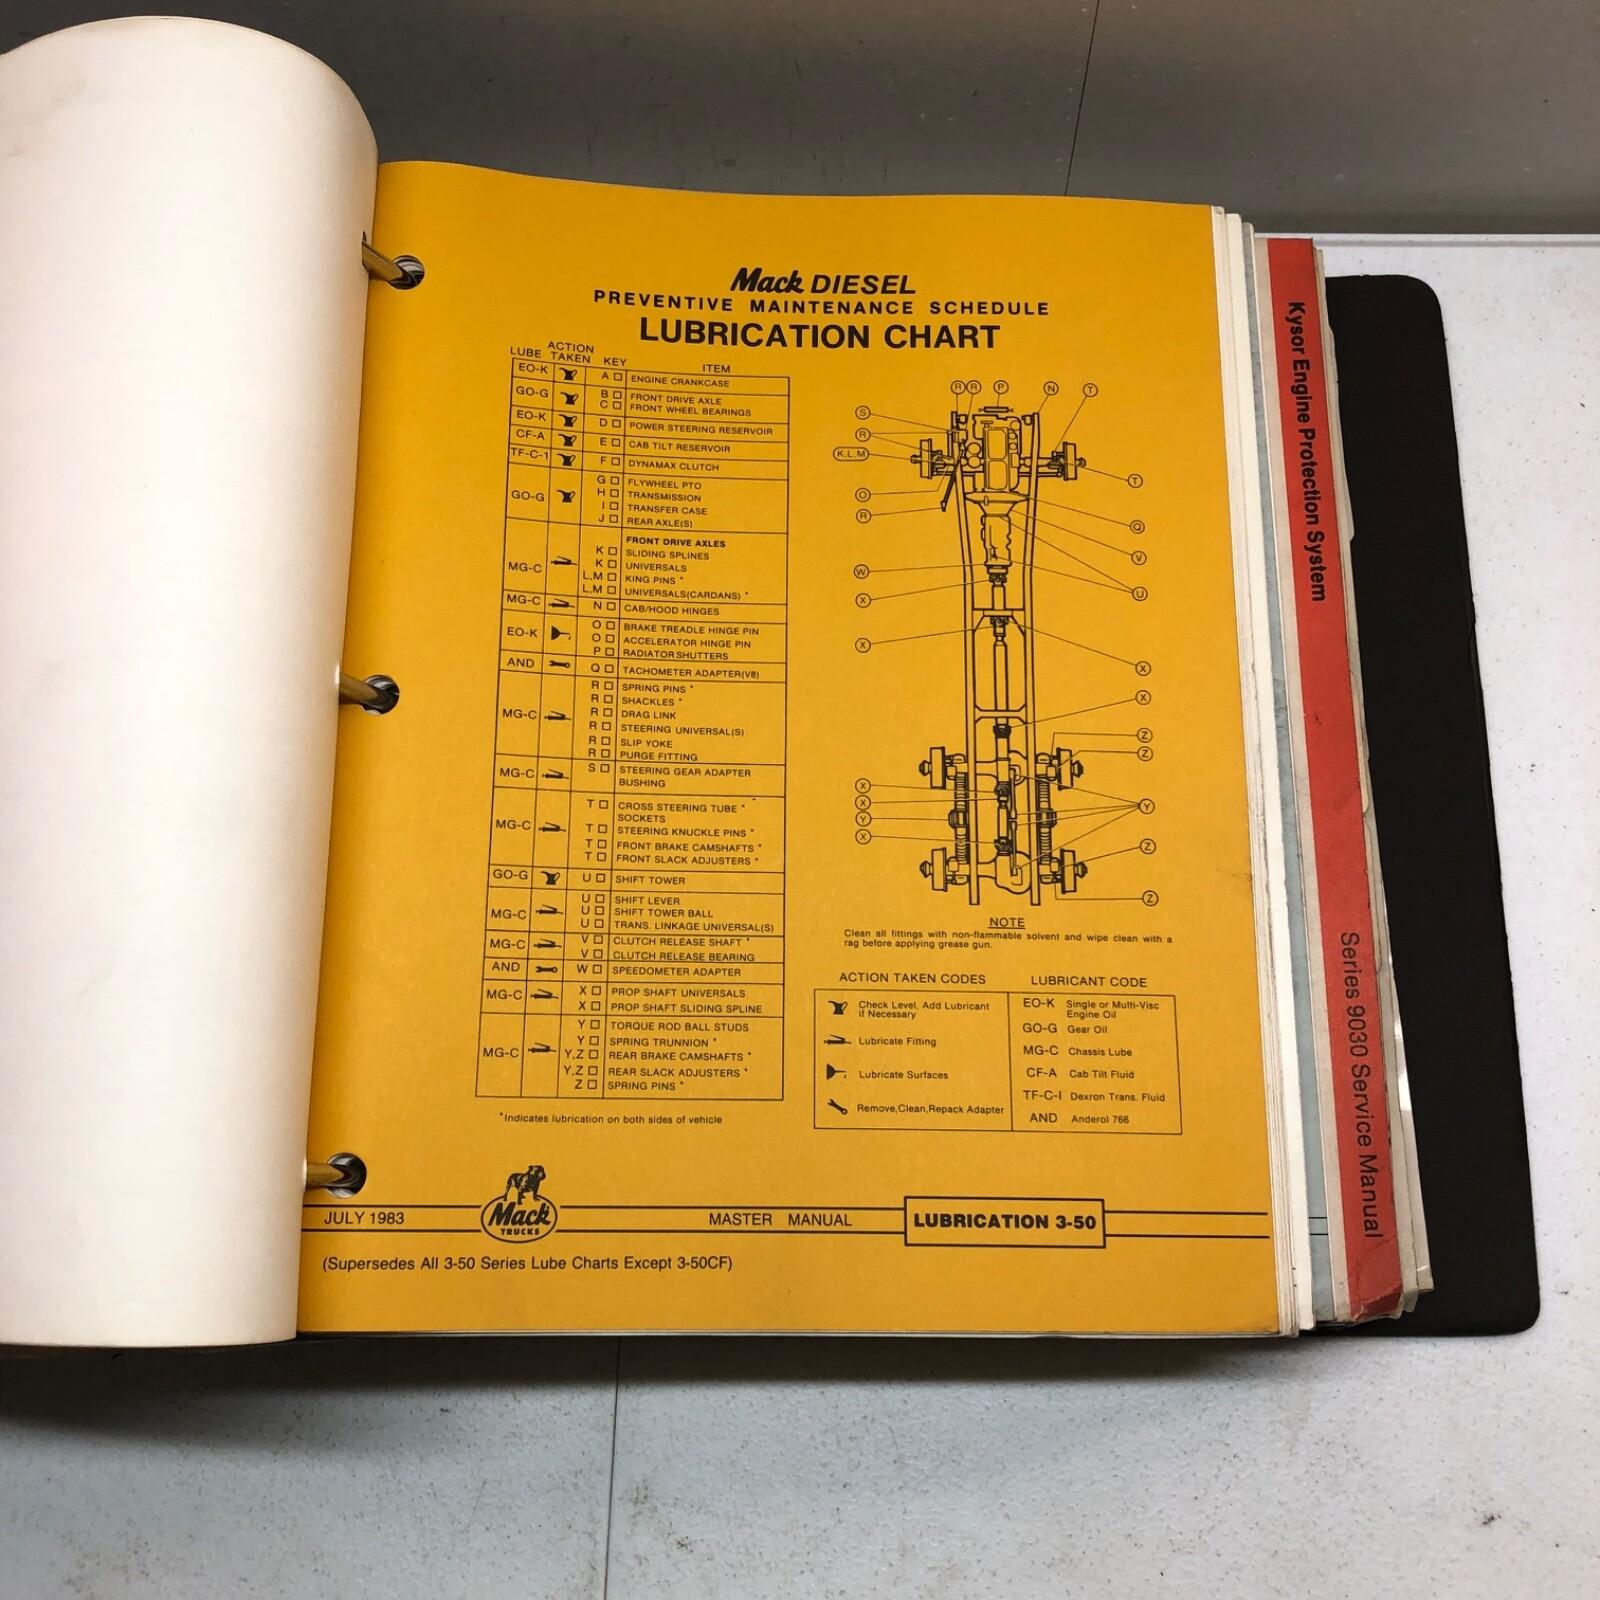 Mack DIESEL
PREVENTIVE MAINTENANCE SCHEDULE
LUBRICATION CHART
LUBE ACTION TAKEN KEY ITEM
EO-K A ENGINE CRANKCASE
GO-G B FRONT DRIVE AXLE
C FRONT WHEEL BEARINGS
EO-K D POWER STEERING RESERVOIR
CF-A E CAB TILT RESERVOIR
TF-C-1 F DYNAMAX CLUTCH
GO-G G FLYWHEEL PTO
H TRANSMISSION
I TRANSFER CASE
J REAR AXLE(S)
FRONT DRIVE AXLES
MG-C K SLIDING SPLINES
K UNIVERSALS
L,M KING PINS *
L,M UNIVERSALS(CARDANS) *
MG-C N CAB/HOOD HINGES
EO-K O BRAKE TREADLE HINGE PIN
O ACCELERATOR HINGE PIN
P RADIATOR SHUTTERS
AND Q TACHOMETER ADAPTER(V8)
MG-C R SPRING PINS *
R SHACKLES *
R DRAG LINK
R STEERING UNIVERSAL(S)
R SLIP YOKE
R PURGE FITTING
MG-C S STEERING GEAR ADAPTER
BUSHING
MG-C T CROSS STEERING TUBE *
SOCKETS
T STEERING KNUCKLE PINS *
T FRONT BRAKE CAMSHAFTS *
T FRONT SLACK ADJUSTERS *
GO-G U SHIFT TOWER
MG-C U SHIFT LEVER
U SHIFT TOWER BALL
U TRANS. LINKAGE UNIVERSAL(S)
MG-C V CLUTCH RELEASE SHAFT *
V CLUTCH RELEASE BEARING
AND W SPEEDOMETER ADAPTER
MG-C X PROP SHAFT UNIVERSALS
X PROP SHAFT SLIDING SPLINE
MG-C Y TORQUE ROD BALL STUDS
Y SPRING TRUNNION *
Y,Z REAR BRAKE CAMSHAFTS *
Y,Z REAR SLACK ADJUSTERS *
Z SPRING PINS *
*Indicates lubrication on both sides of vehicle
R R P N T
S
R
K,L,M
T
O
R
Q
V
W
U
X
X
X
X
Z
Z
X
X
Y
Y
X
Z
Z
NOTE
Clean all fittings with non-flammable solvent and wipe clean with a
rag before applying grease gun.
ACTION TAKEN CODES
Check Level, Add Lubricant
if Necessary
Lubricate Fitting
Lubricate Surfaces
Remove,Clean,Repack Adapter
LUBRICANT CODE
EO-K Single or Multi-Visc
Engine Oil
GO-G Gear Oil
MG-C Chassis Lube
CF-A Cab Tilt Fluid
TF-C-I Dexron Trans. Fluid
AND Anderol 766
JULY 1983
Mack
TRUCKS
MASTER MANUAL
LUBRICATION 3-50
(Supersedes All 3-50 Series Lube Charts Except 3-50CF)
Kysor Engine Protection System
Series 9030 Service Manual